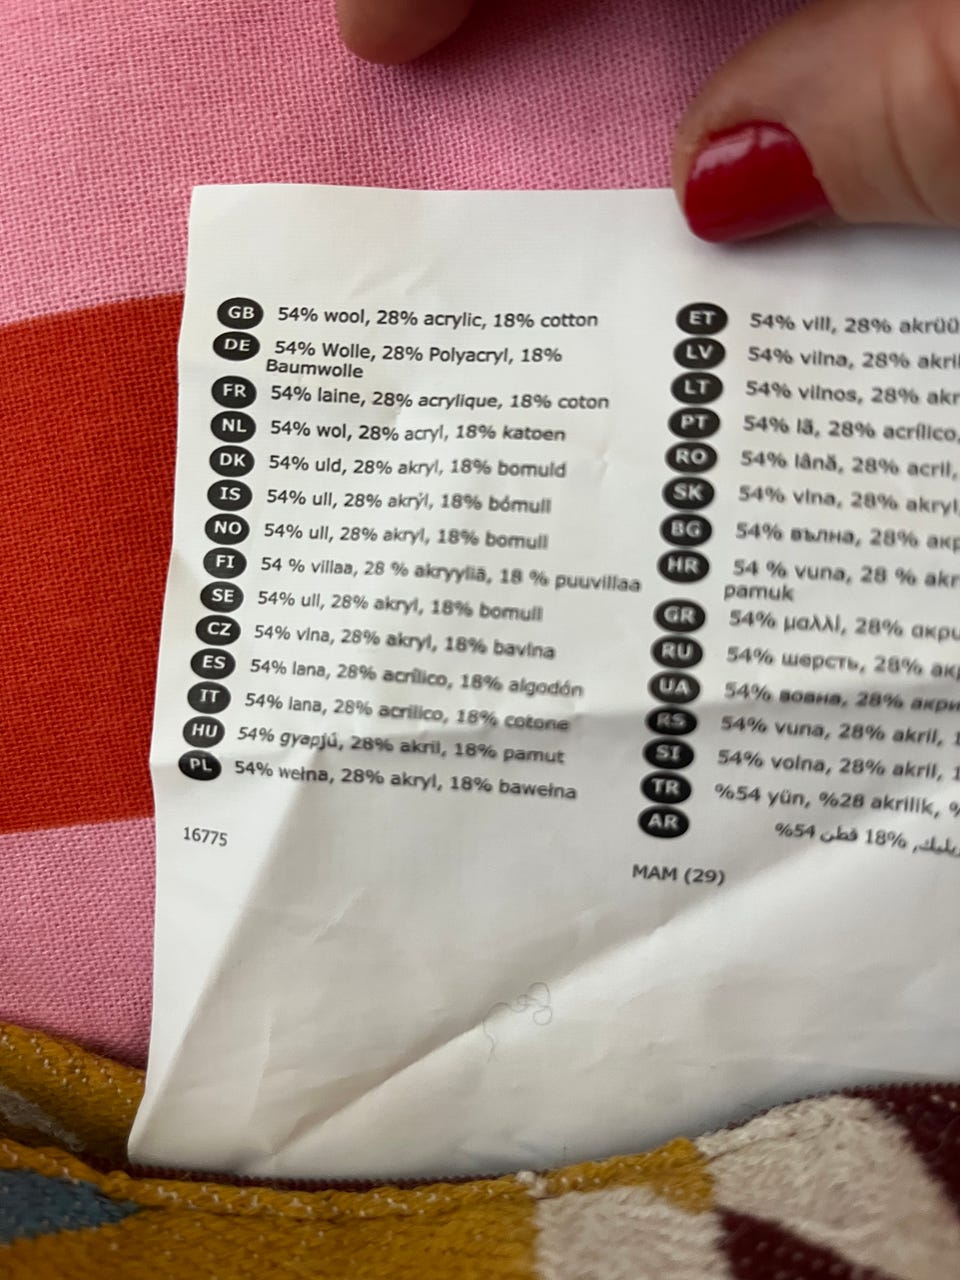 GB 54% wool, 28% acrylic, 18% cotton
DE 54% Wolle, 28% Polyacryl, 18%
Baumwolle
FR 54% laine, 28% acrylique, 18% coton
NL 54% wol, 28% acryl, 18% katoen
DK 54% uld, 28% akryl, 18% bomuld
IS 54% ull, 28% akrýl, 18% bómull
NO 54% ull, 28% akryl, 18% bomull
FI 54 % villaa, 28 % akryyliä, 18 % puuvillaa
SE 54% ull, 28% akryl, 18% bomull
CZ 54% vlna, 28% akryl, 18% bavlna
ES 54% lana, 28% acrílico, 18% algodón
IT 54% lana, 28% acrilico, 18% cotone
HU 54% gyapjú, 28% akril, 18% pamut
PL 54% wełna, 28% akryl, 18% bawełna
16775
ET 54% vill, 28% akrüü
LV 54% vilna, 28% akril
LT 54% vilnos, 28% akr
PT 54% lã, 28% acrílico,
RO 54% lână, 28% acril,
SK 54% vlna, 28% akryl,
BG 54% вълна, 28% акр
HR 54 % vuna, 28 % akr
pamuk
GR 54% μαλλί, 28% ακρυ
RU 54% шерсть, 28% акр
UA 54% вовна, 28% акри
RS 54% vuna, 28% akril, 1
SI 54% volna, 28% akril, 1
TR %54 yün, %28 akrilik, %
AR يليك, 18% قطن 54%
MAM (29)